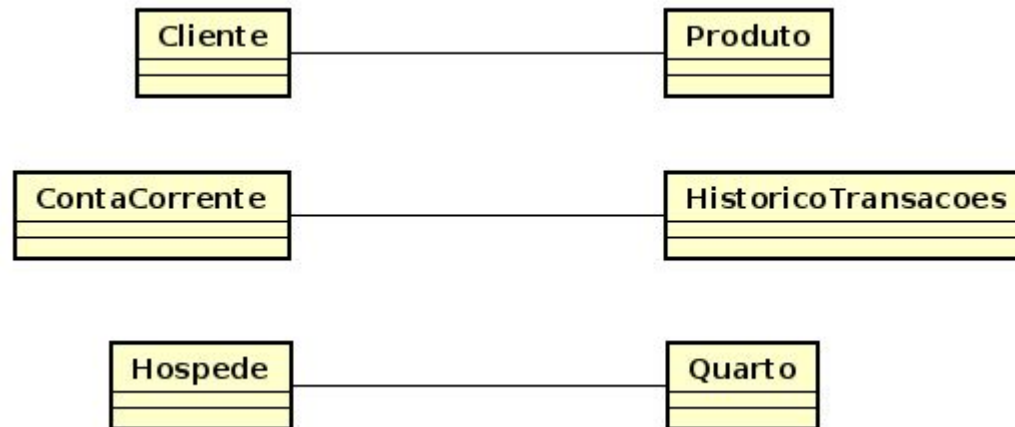 Cliente
Produto
ContaCorrente
HistoricoTransacoes
Hospede
Quarto